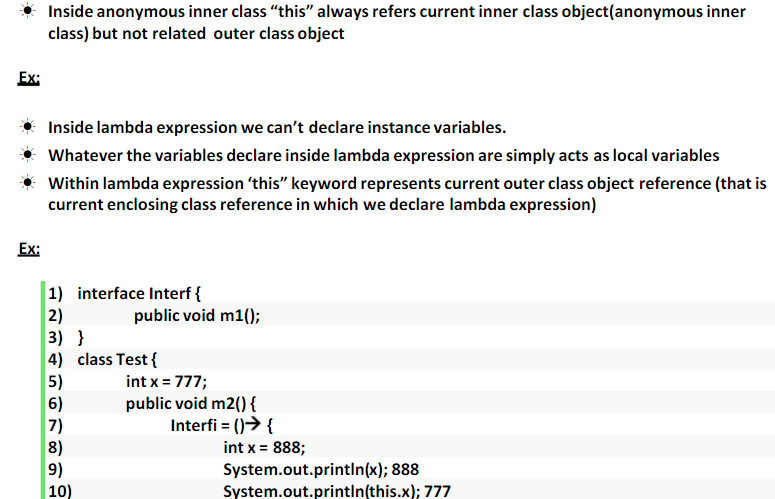 Inside anonymous inner class “this” always refers current inner class object(anonymous inner
class) but not related outer class object
Ex:
Inside lambda expression we can’t declare instance variables.
Whatever the variables declare inside lambda expression are simply acts as local variables
Within lambda expression ‘this” keyword represents current outer class object reference (that is
current enclosing class reference in which we declare lambda expression)
Ex:
1) interface Interf {
2) public void m1();
3) }
4) class Test {
5) int x = 777;
6) public void m2() {
7) Interfi = ()→ {
8) int x = 888;
9) System.out.println(x); 888
10) System.out.println(this.x); 777